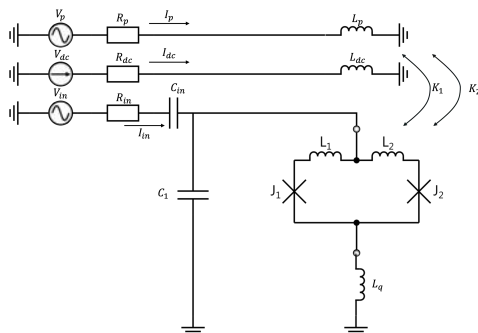 V_p R_p I_p L_p
V_dc R_dc I_dc L_dc
V_in R_in C_in K_1 K_2
I_in
L_1 L_2
C_1 J_1 J_2
L_q